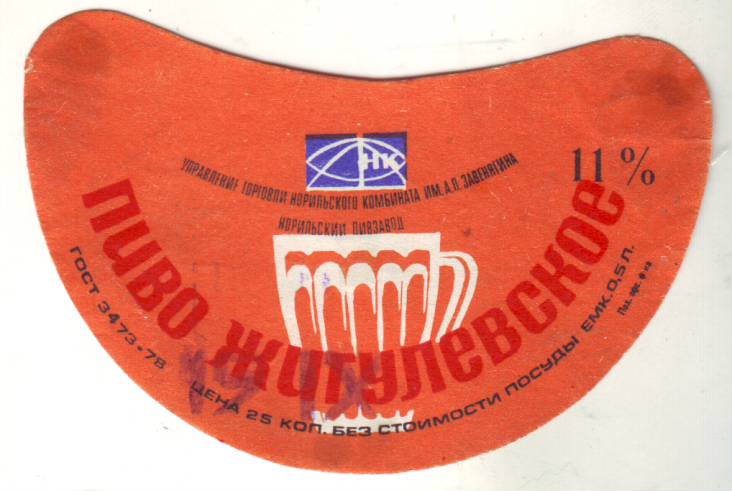 НК
УПРАВЛЕНИЕ ТОРГОВЛИ НОРИЛЬСКОГО КОМБИНАТА ИМ. А.П. ЗАВЕНЯГИНА
НОРИЛЬСКИЙ ПИВЗАВОД
11 %
ПИВО ЖИГУЛЕВСКОЕ
ГОСТ 3473-78
ЦЕНА 25 КОП. БЕЗ СТОИМОСТИ ПОСУДЫ ЕМК. 0,5 Л.